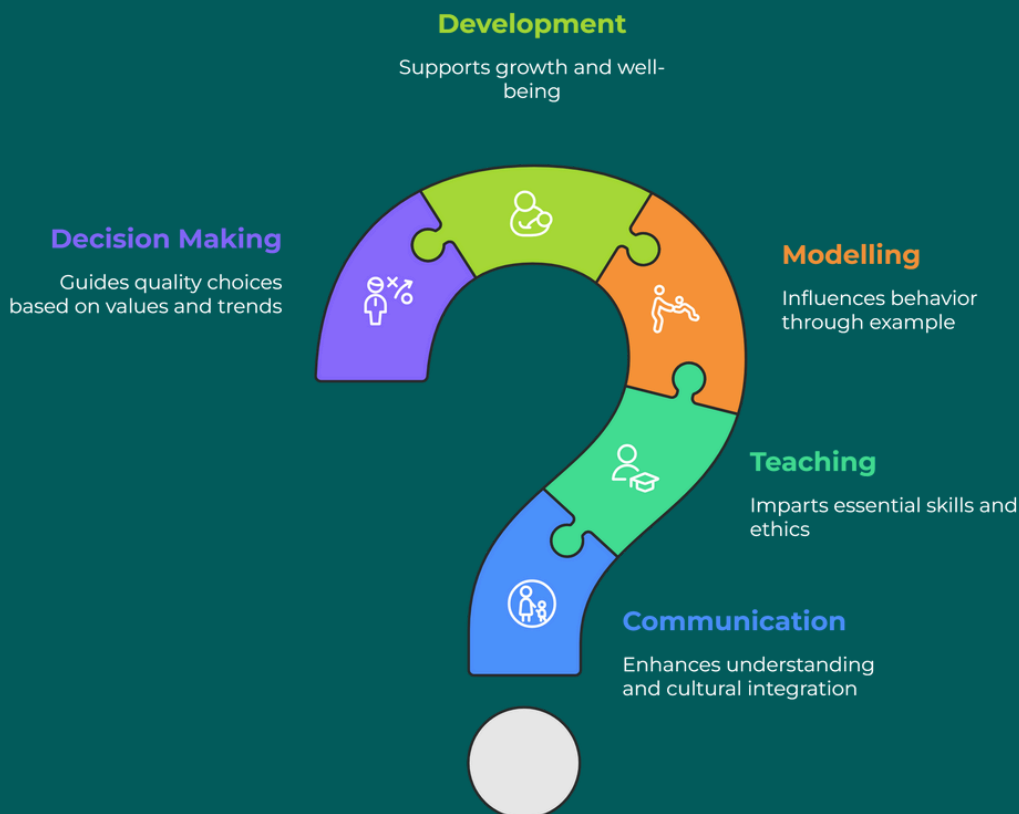 Development
Supports growth and well-
being
Decision Making
Guides quality choices
based on values and trends
Modelling
Influences behavior
through example
Teaching
Imparts essential skills and
ethics
Communication
Enhances understanding
and cultural integration